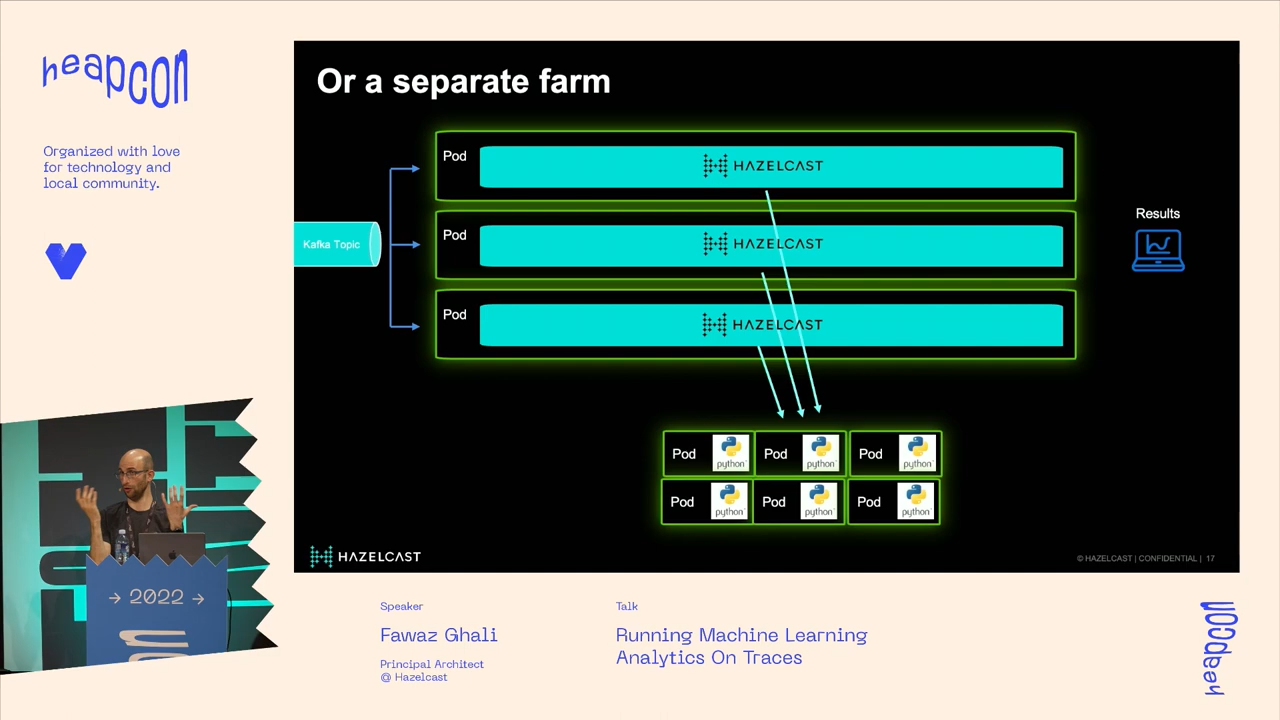 heapcon
Organized with love
for technology and
local community.
Or a separate farm
Pod
HAZELCAST
Kafka Topic
Pod
HAZELCAST
Pod
HAZELCAST
Results
Pod
python
Pod
python
Pod
python
Pod
python
Pod
python
Pod
python
HAZELCAST
© HAZELCAST | CONFIDENTIAL | 17
→ 2022 →
Speaker
Fawaz Ghali
Principal Architect
@ Hazelcast
Talk
Running Machine Learning
Analytics On Traces
heapcon